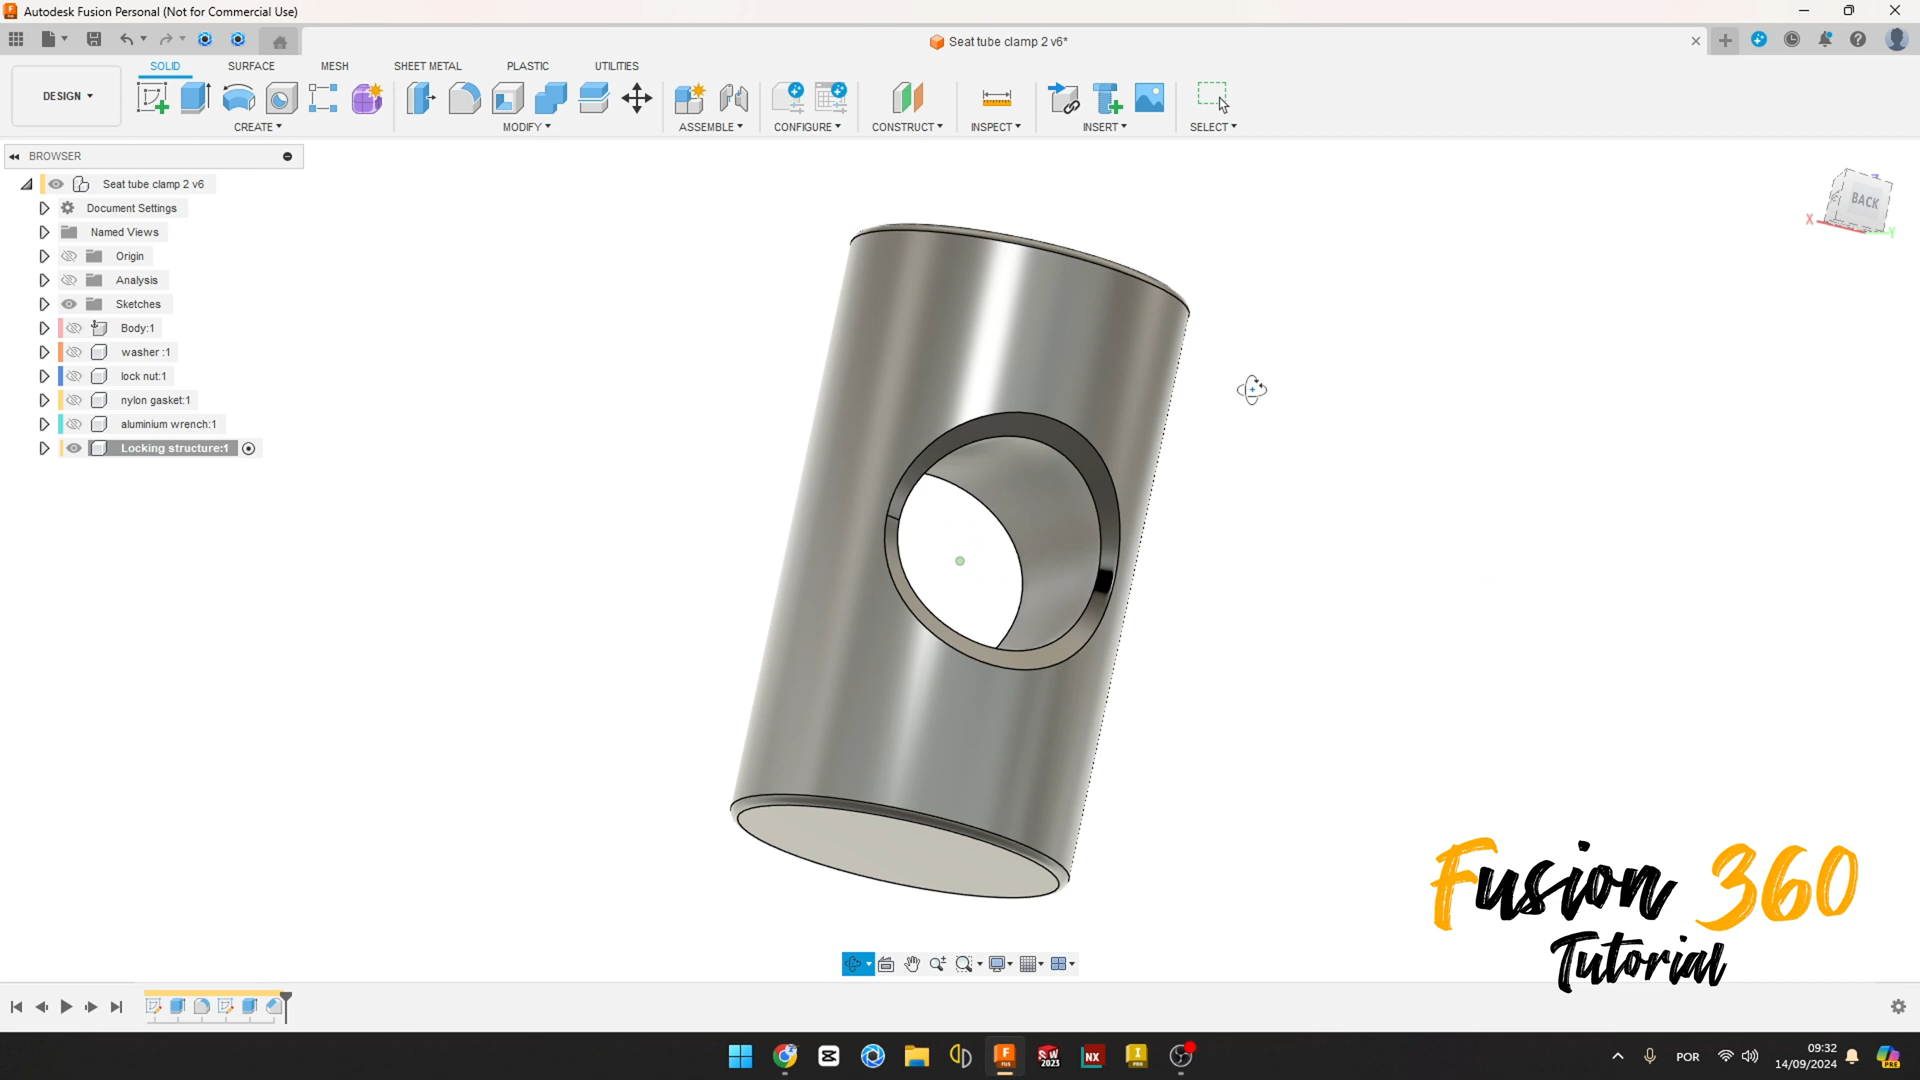 Autodesk Fusion Personal (Not for Commercial Use)
Seat tube clamp 2 v6*
DESIGN
SOLID SURFACE MESH SHEET METAL PLASTIC UTILITIES
CREATE MODIFY ASSEMBLE CONFIGURE CONSTRUCT INSPECT INSERT SELECT
BROWSER
Seat tube clamp 2 v6
Document Settings
Named Views
Origin
Analysis
Sketches
Body:1
washer :1
lock nut:1
nylon gasket:1
aluminium wrench:1
Locking structure:1
BACK
X
Y
Fusion 360
Tutorial
POR
09:32
14/09/2024